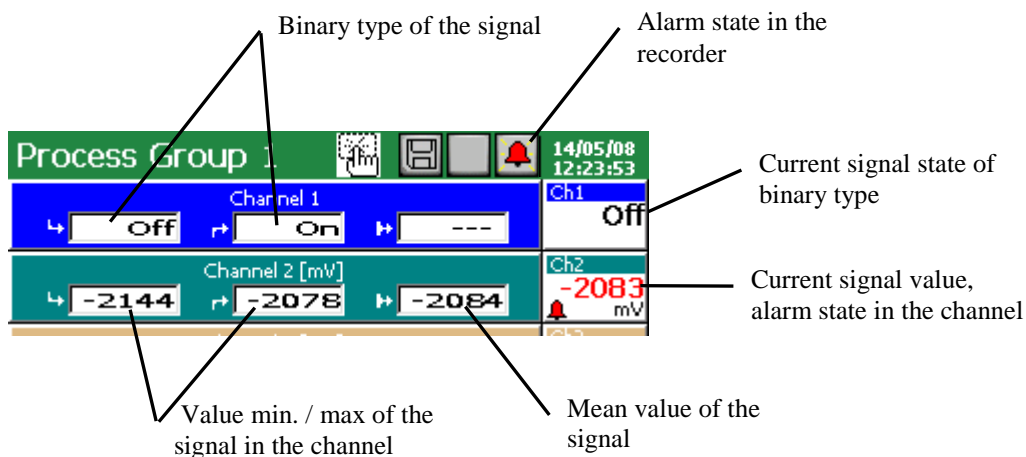 Binary type of the signal
Alarm state in the
recorder
Process Group 1
14/05/08
12:23:53
Channel 1
Off
On
---
Ch1
Off
Current signal state of
binary type
Channel 2 [mV]
-2144
-2078
-2084
Ch2
-2083
mV
Current signal value,
alarm state in the channel
Value min. / max of the
signal in the channel
Mean value of the
signal